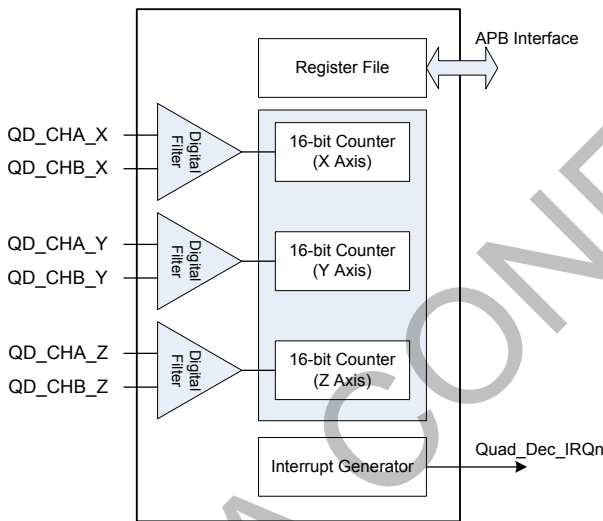 APB Interface
Register File
QD_CHA_X
QD_CHB_X
Digital
Filter
16-bit Counter
(X Axis)
QD_CHA_Y
QD_CHB_Y
Digital
Filter
16-bit Counter
(Y Axis)
QD_CHA_Z
QD_CHB_Z
Digital
Filter
16-bit Counter
(Z Axis)
Interrupt Generator
Quad_Dec_IRQn